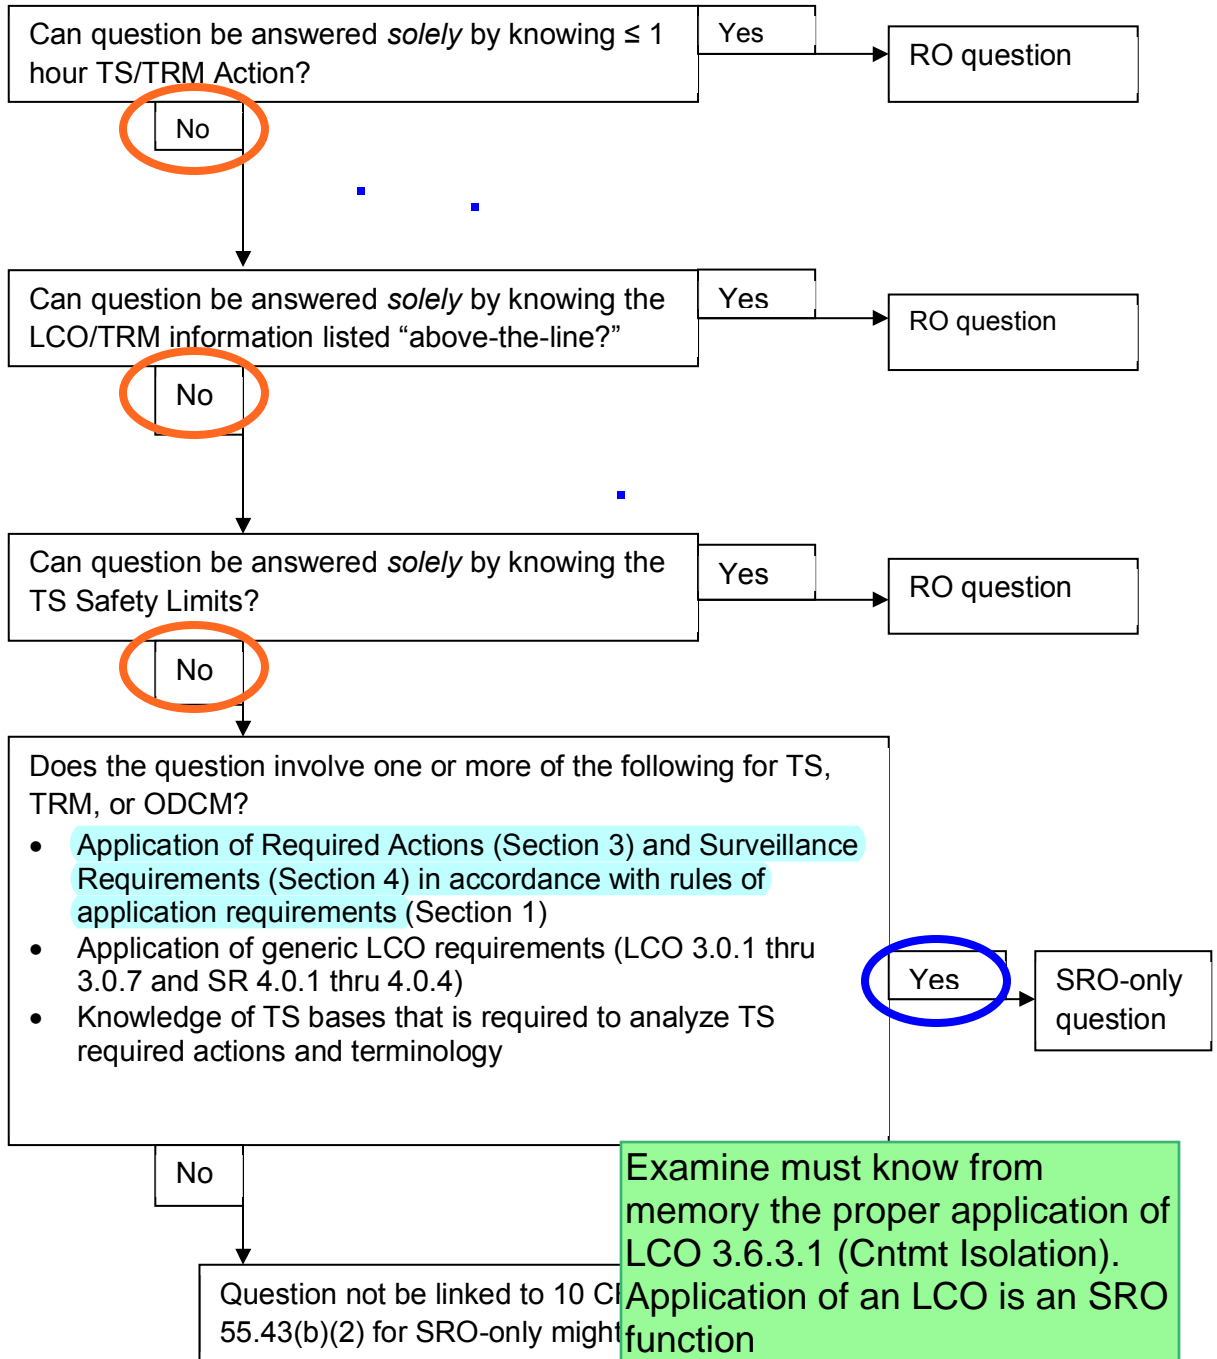 Can question be answered solely by knowing ≤ 1
hour TS/TRM Action?
Yes
RO question
No
Can question be answered solely by knowing the
LCO/TRM information listed “above-the-line?”
Yes
RO question
No
Can question be answered solely by knowing the
TS Safety Limits?
Yes
RO question
No
Does the question involve one or more of the following for TS,
TRM, or ODCM?
• Application of Required Actions (Section 3) and Surveillance
Requirements (Section 4) in accordance with rules of
application requirements (Section 1)
• Application of generic LCO requirements (LCO 3.0.1 thru
3.0.7 and SR 4.0.1 thru 4.0.4)
• Knowledge of TS bases that is required to analyze TS
required actions and terminology
Yes
SRO-only
question
No
Question not be linked to 10
55.43(b)(2) for SRO-only might
Examine must know from
memory the proper application of
LCO 3.6.3.1 (Cntmt Isolation).
Application of an LCO is an SRO
function